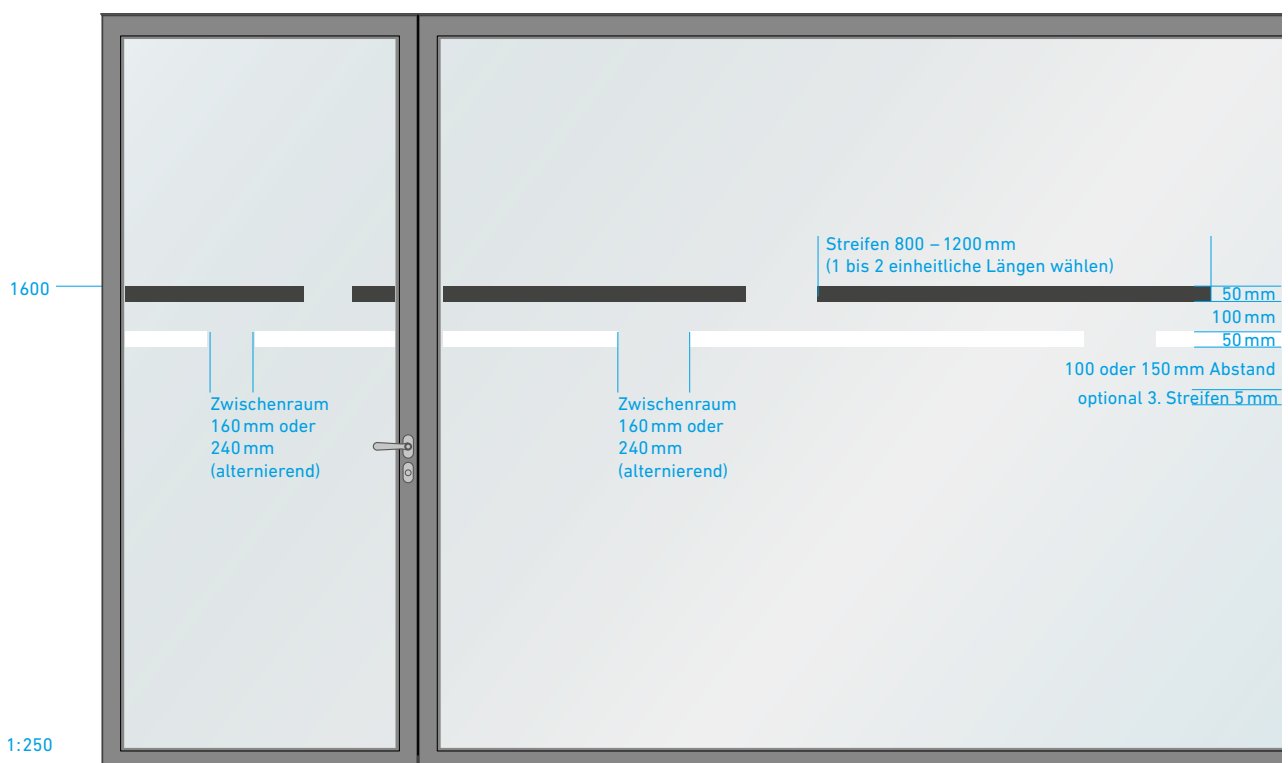 Streifen 800 – 1200 mm
(1 bis 2 einheitliche Längen wählen)
1600
50 mm
100 mm
50 mm
100 oder 150 mm Abstand
optional 3. Streifen 5 mm
Zwischenraum
160 mm oder
240 mm
(alternierend)
Zwischenraum
160 mm oder
240 mm
(alternierend)
1:250